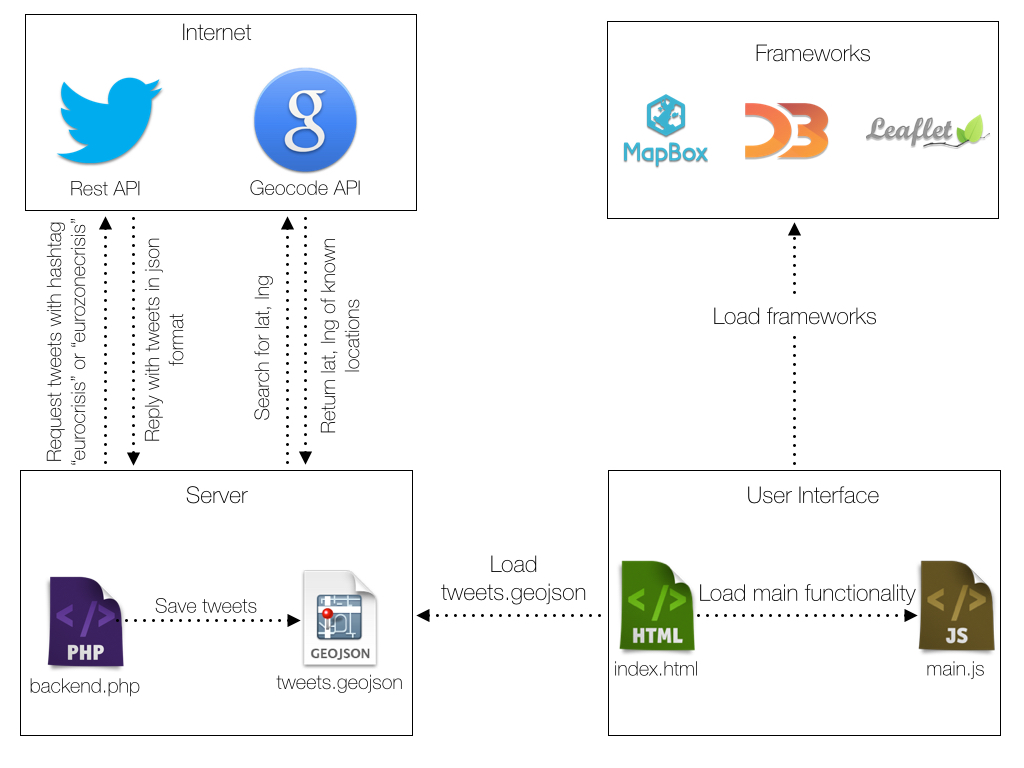 Internet
Rest API
g
Geocode API
Frameworks
MapBox
D3
Leaflet
Request tweets with hashtag
“eurocrisis” or “eurozonecrisis”
Reply with tweets in json
format
Search for lat, lng
Return lat, lng of known
locations
Load frameworks
Server
</>
PHP
backend.php
Save tweets
GEOJSON
tweets.geojson
Load
tweets.geojson
User Interface
</>
HTML
index.html
Load main functionality
</>
JS
main.js